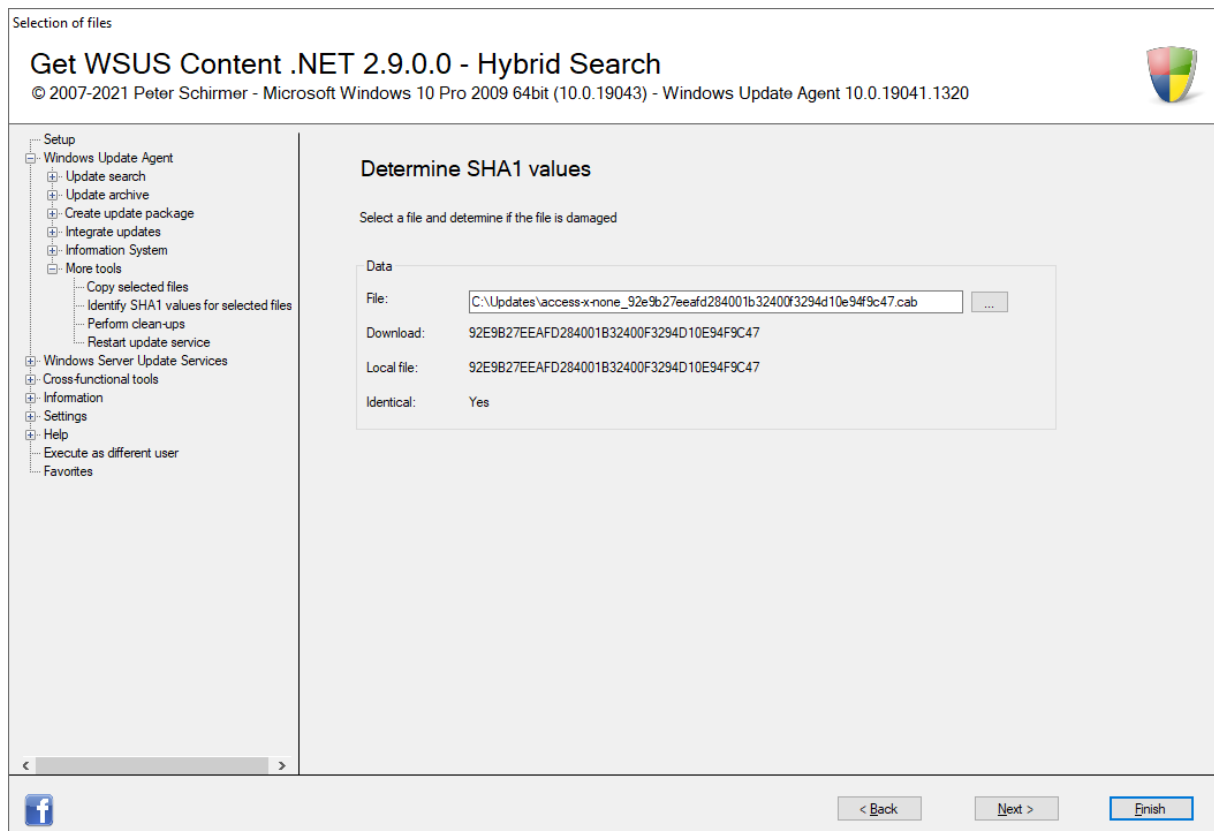 Selection of files
Get WSUS Content .NET 2.9.0.0 - Hybrid Search
© 2007-2021 Peter Schirmer - Microsoft Windows 10 Pro 2009 64bit (10.0.19043) - Windows Update Agent 10.0.19041.1320
Setup
Windows Update Agent
Update search
Update archive
Create update package
Integrate updates
Information System
More tools
Copy selected files
Identify SHA1 values for selected files
Perform clean-ups
Restart update service
Windows Server Update Services
Cross-functional tools
Information
Settings
Help
Execute as different user
Favorites
Determine SHA1 values
Select a file and determine if the file is damaged
Data
File: C:\Updates\access-x-none_92e9b27eeafd284001b32400f3294d10e94f9c47.cab ...
Download: 92E9B27EEAFD284001B32400F3294D10E94F9C47
Local file: 92E9B27EEAFD284001B32400F3294D10E94F9C47
Identical: Yes
< Back Next > Finish